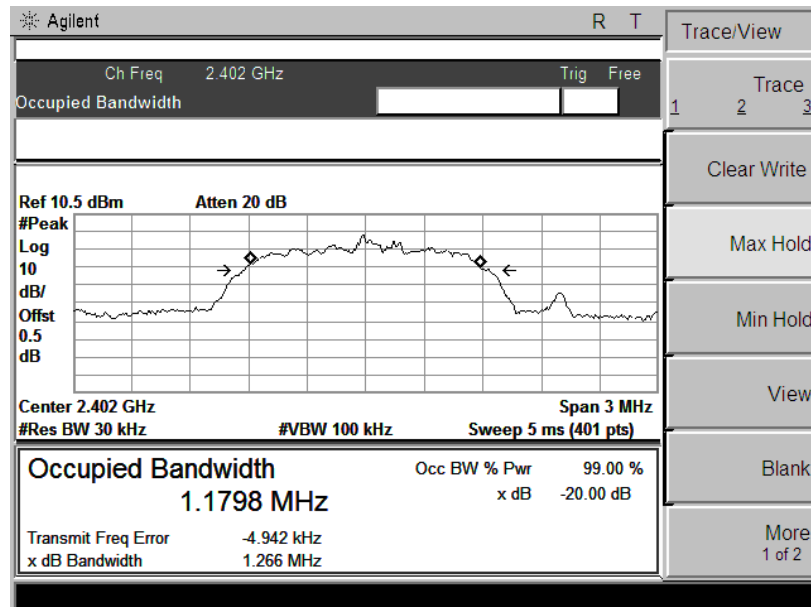 Agilent R T
Trace/View
Ch Freq 2.402 GHz Trig Free
Occupied Bandwidth
Trace
1 2 3
Clear Write
Max Hold
Min Hold
View
Blank
More
1 of 2
Ref 10.5 dBm Atten 20 dB
#Peak
Log
10
dB/
Offst
0.5
dB
Center 2.402 GHz Span 3 MHz
#Res BW 30 kHz #VBW 100 kHz Sweep 5 ms (401 pts)
Occupied Bandwidth Occ BW % Pwr 99.00 %
1.1798 MHz x dB -20.00 dB
Transmit Freq Error -4.942 kHz
x dB Bandwidth 1.266 MHz